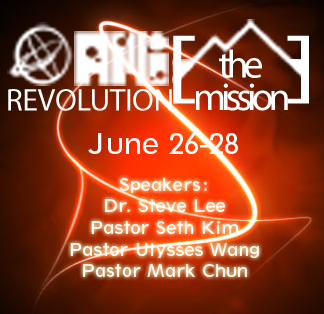 REVOLUTION
the
mission
June 26-28
Speakers:
Dr. Steve Lee
Pastor Seth Kim
Pastor Ulysses Wang
Pastor Mark Chun